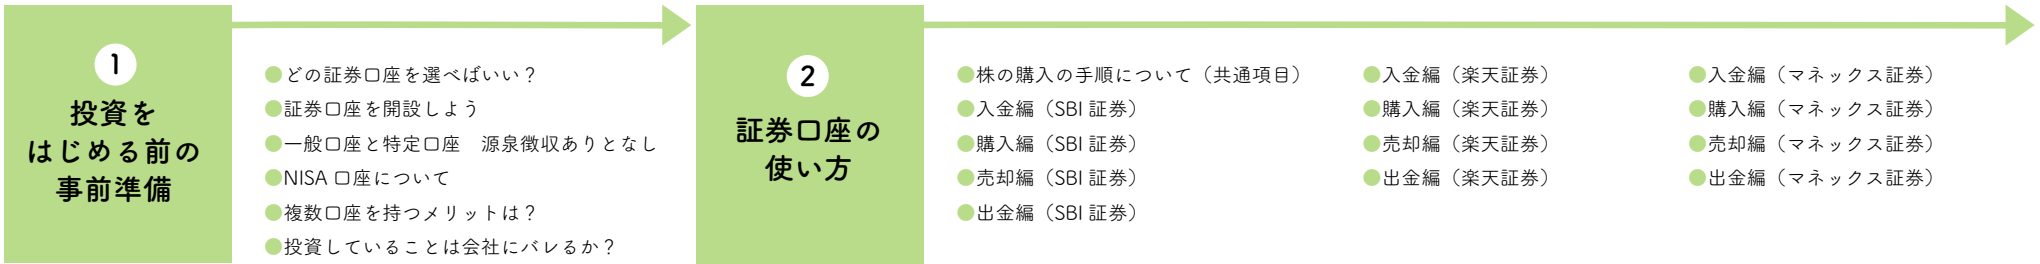 1
投資を
はじめる前の
事前準備
●どの証券口座を選べばいい？
●証券口座を開設しよう
●一般口座と特定口座　源泉徴収ありとなし
●NISA 口座について
●複数口座を持つメリットは？
●投資していることは会社にバレるか？
2
証券口座の
使い方
●株の購入の手順について（共通項目）
●入金編（SBI 証券）
●購入編（SBI 証券）
●売却編（SBI 証券）
●出金編（SBI 証券）
●入金編（楽天証券）
●購入編（楽天証券）
●売却編（楽天証券）
●出金編（楽天証券）
●入金編（マネックス証券）
●購入編（マネックス証券）
●売却編（マネックス証券）
●出金編（マネックス証券）